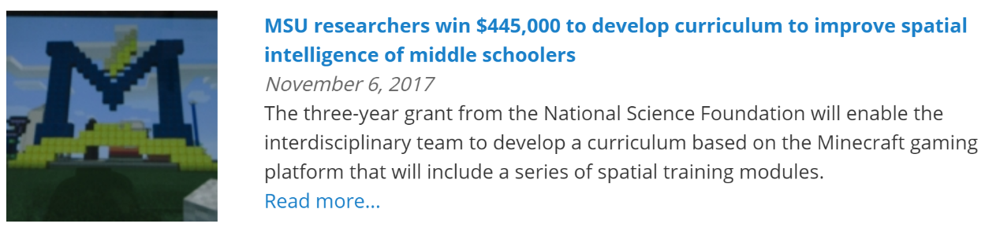 MSU researchers win $445,000 to develop curriculum to improve spatial
intelligence of middle schoolers
November 6, 2017
The three-year grant from the National Science Foundation will enable the
interdisciplinary team to develop a curriculum based on the Minecraft gaming
platform that will include a series of spatial training modules.
Read more...